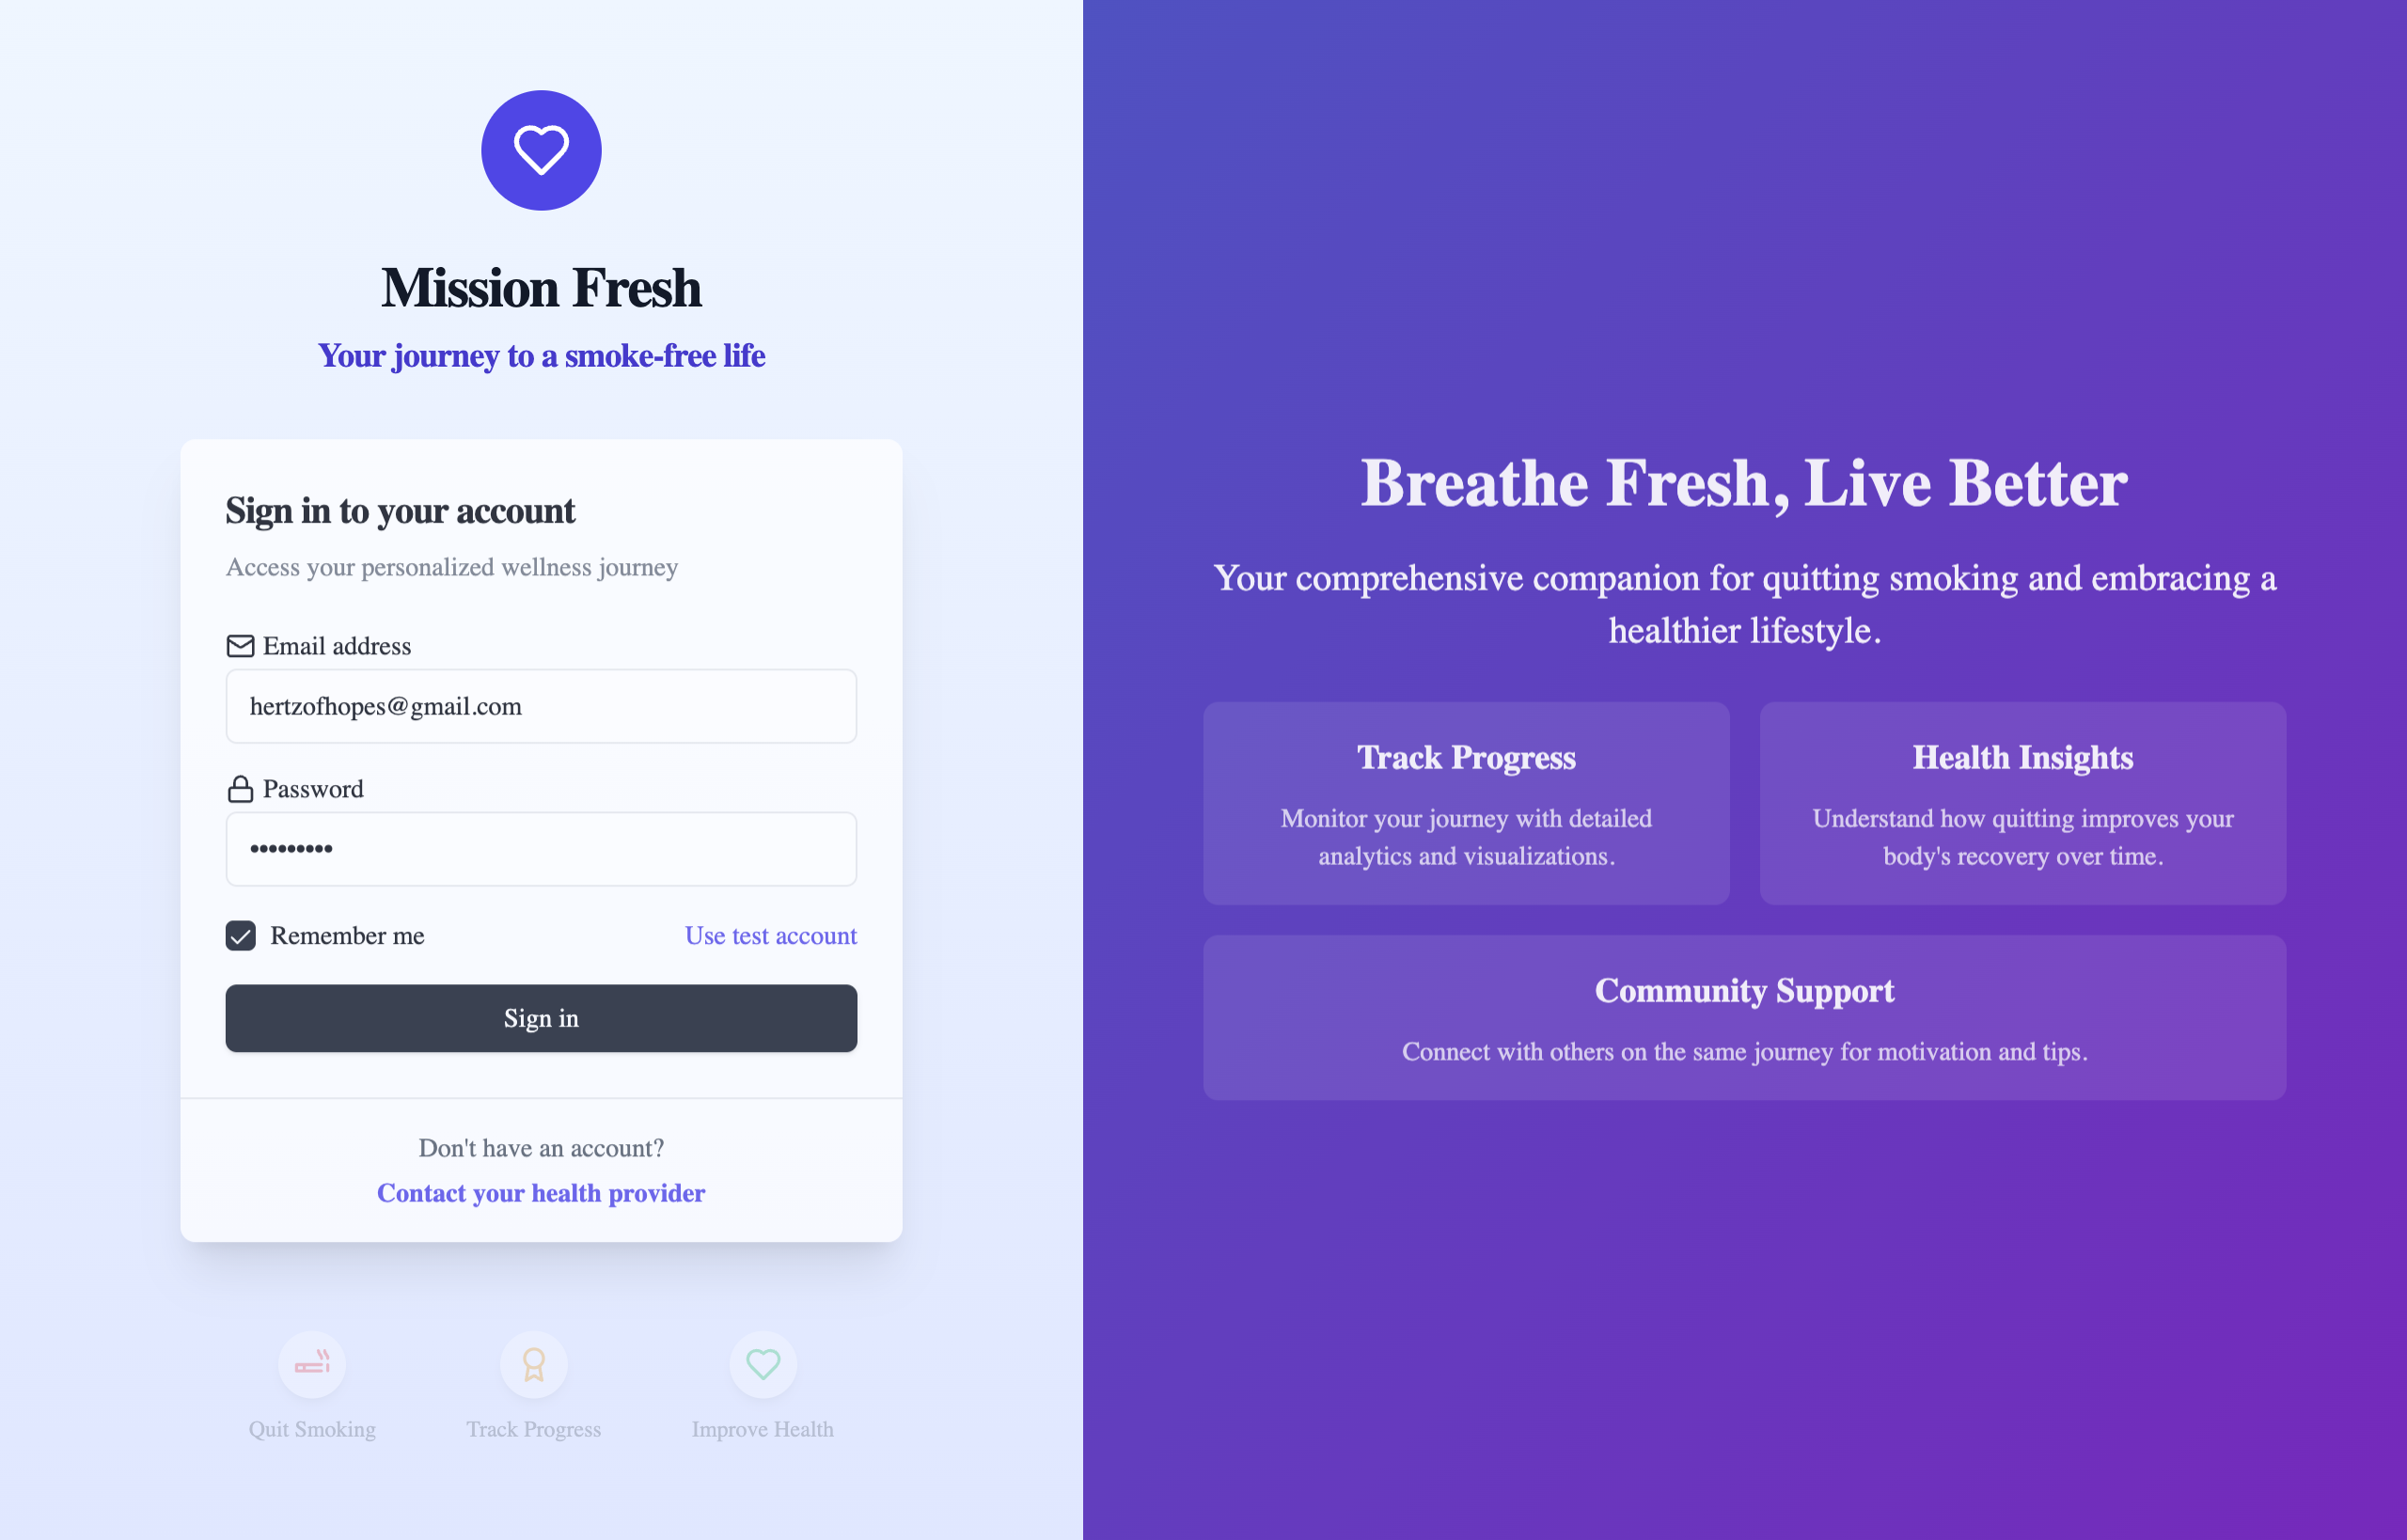 Mission Fresh
Your journey to a smoke-free life
Sign in to your account
Access your personalized wellness journey
Email address
hertzofhopes@gmail.com
Password
•••••••••
Remember me
Use test account
Sign in
Don't have an account?
Contact your health provider
Quit Smoking
Track Progress
Improve Health
Breathe Fresh, Live Better
Your comprehensive companion for quitting smoking and embracing a
healthier lifestyle.
Track Progress
Monitor your journey with detailed
analytics and visualizations.
Health Insights
Understand how quitting improves your
body's recovery over time.
Community Support
Connect with others on the same journey for motivation and tips.